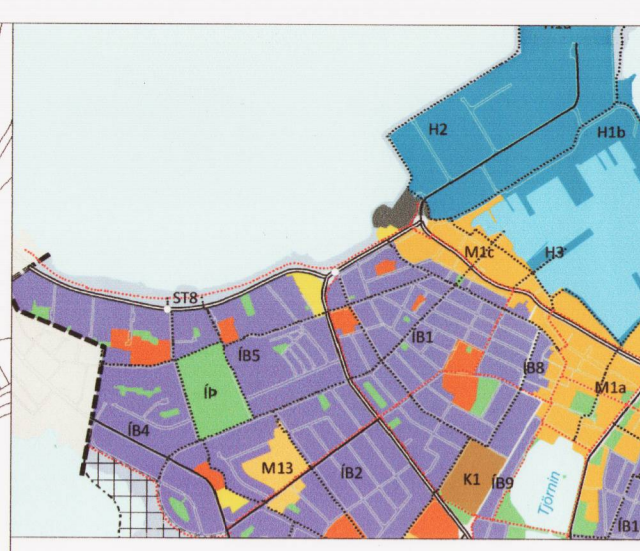 H2
H1b
M1c
H3
ST8
ÍB1
ÍB5
ÍB8
M1a
ÍÞ
ÍB4
M13
ÍB2
K1
ÍB9
Tjörnin
ÍB1